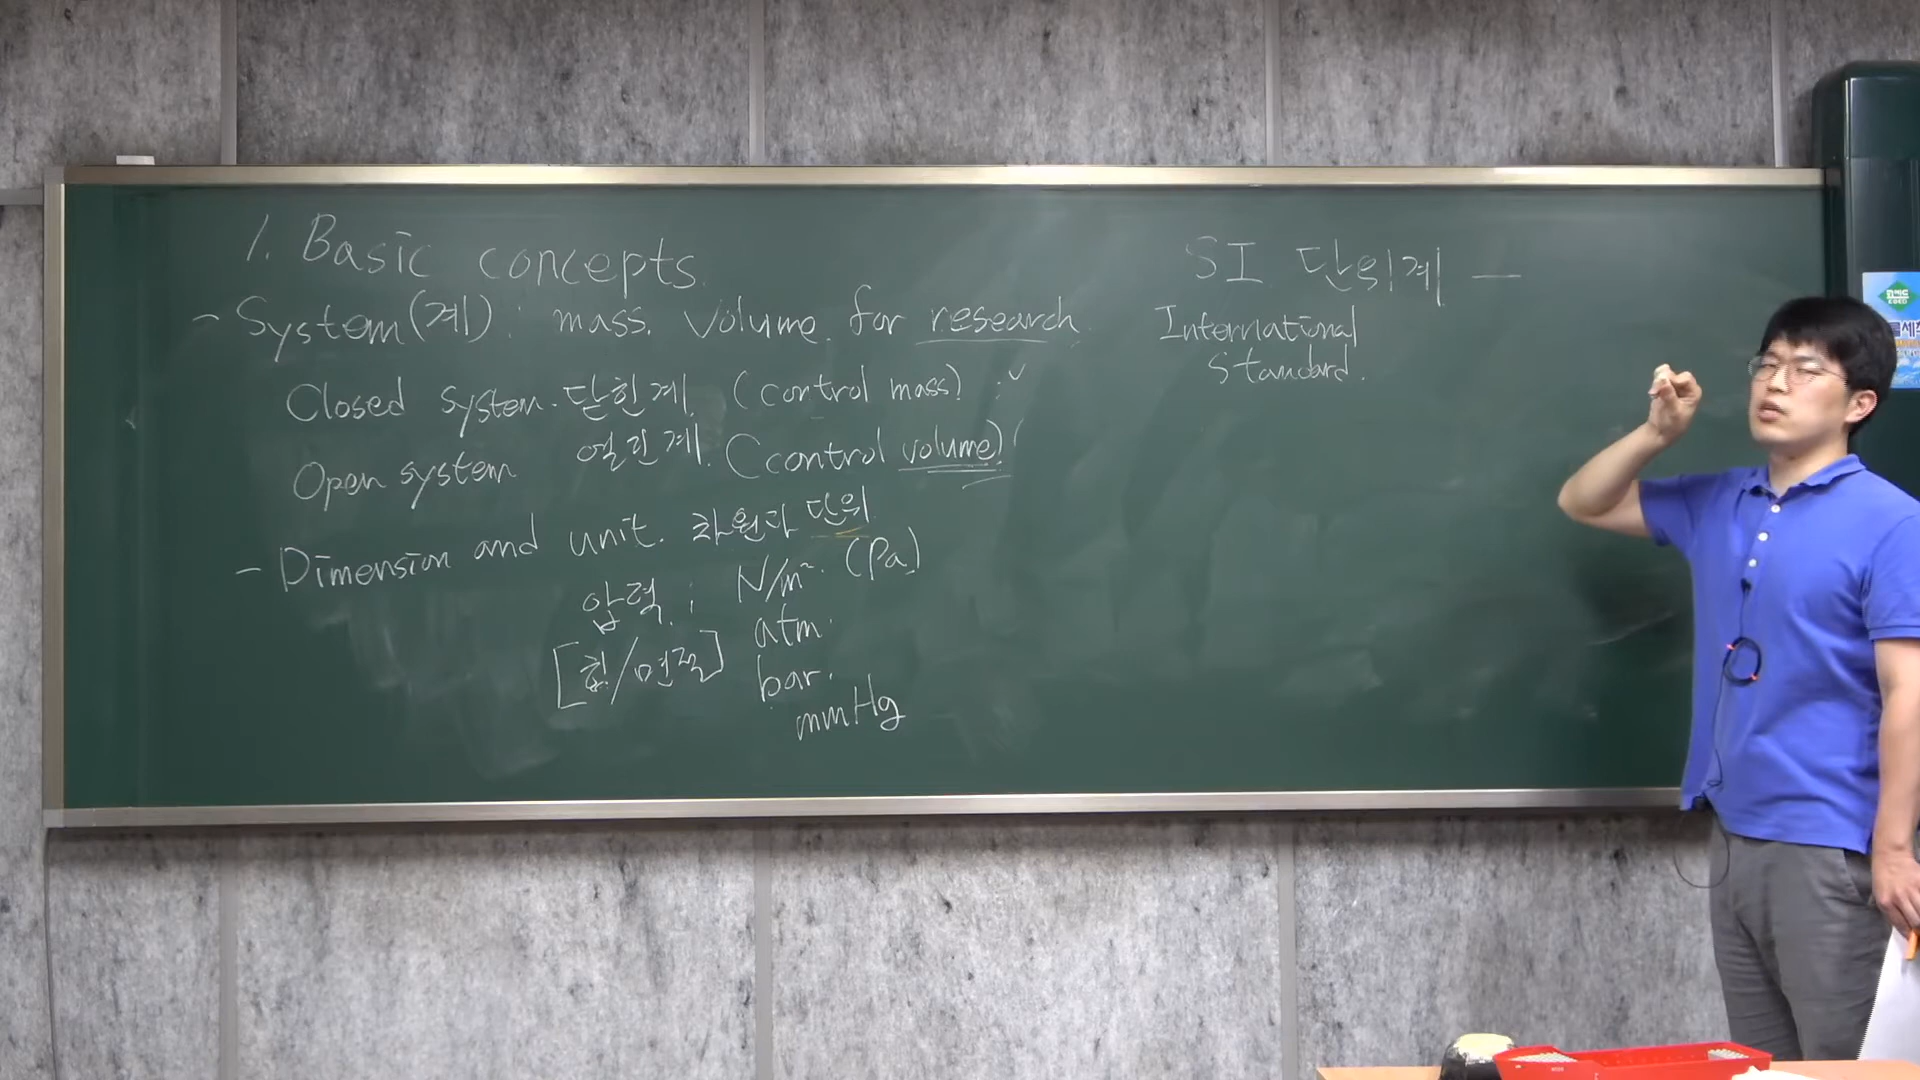 1. Basic concepts.
- System(계) : mass. Volume. for research.
Closed system. 닫힌계. (control mass) :
Open system 열린계. (control volume)
- Dimension and unit. 차원과 단위
압력 : N/m². (Pa)
atm.
[힘/면적] bar.
mmHg
SI 단위계 —
International
Standard.